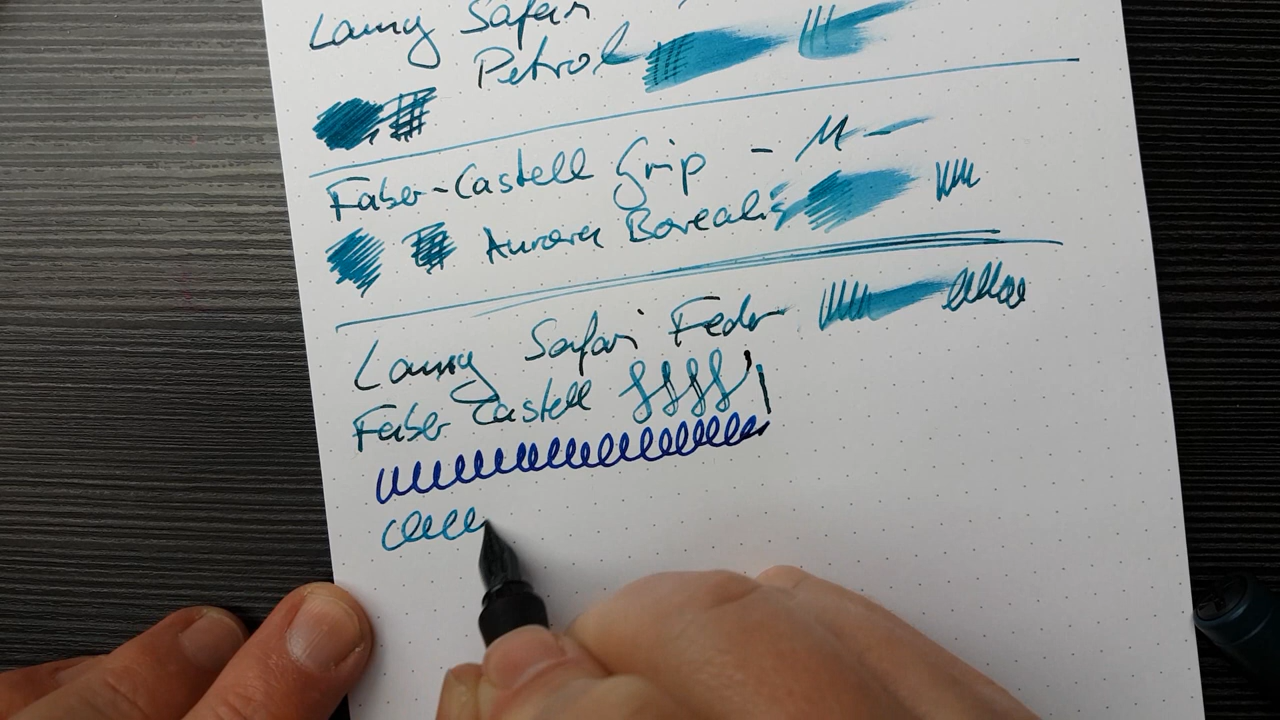 Lamy Safari
Petrol
Faber-Castell Grip - M -
Aurora Borealis
Lamy Safari Feder
Faber Castell